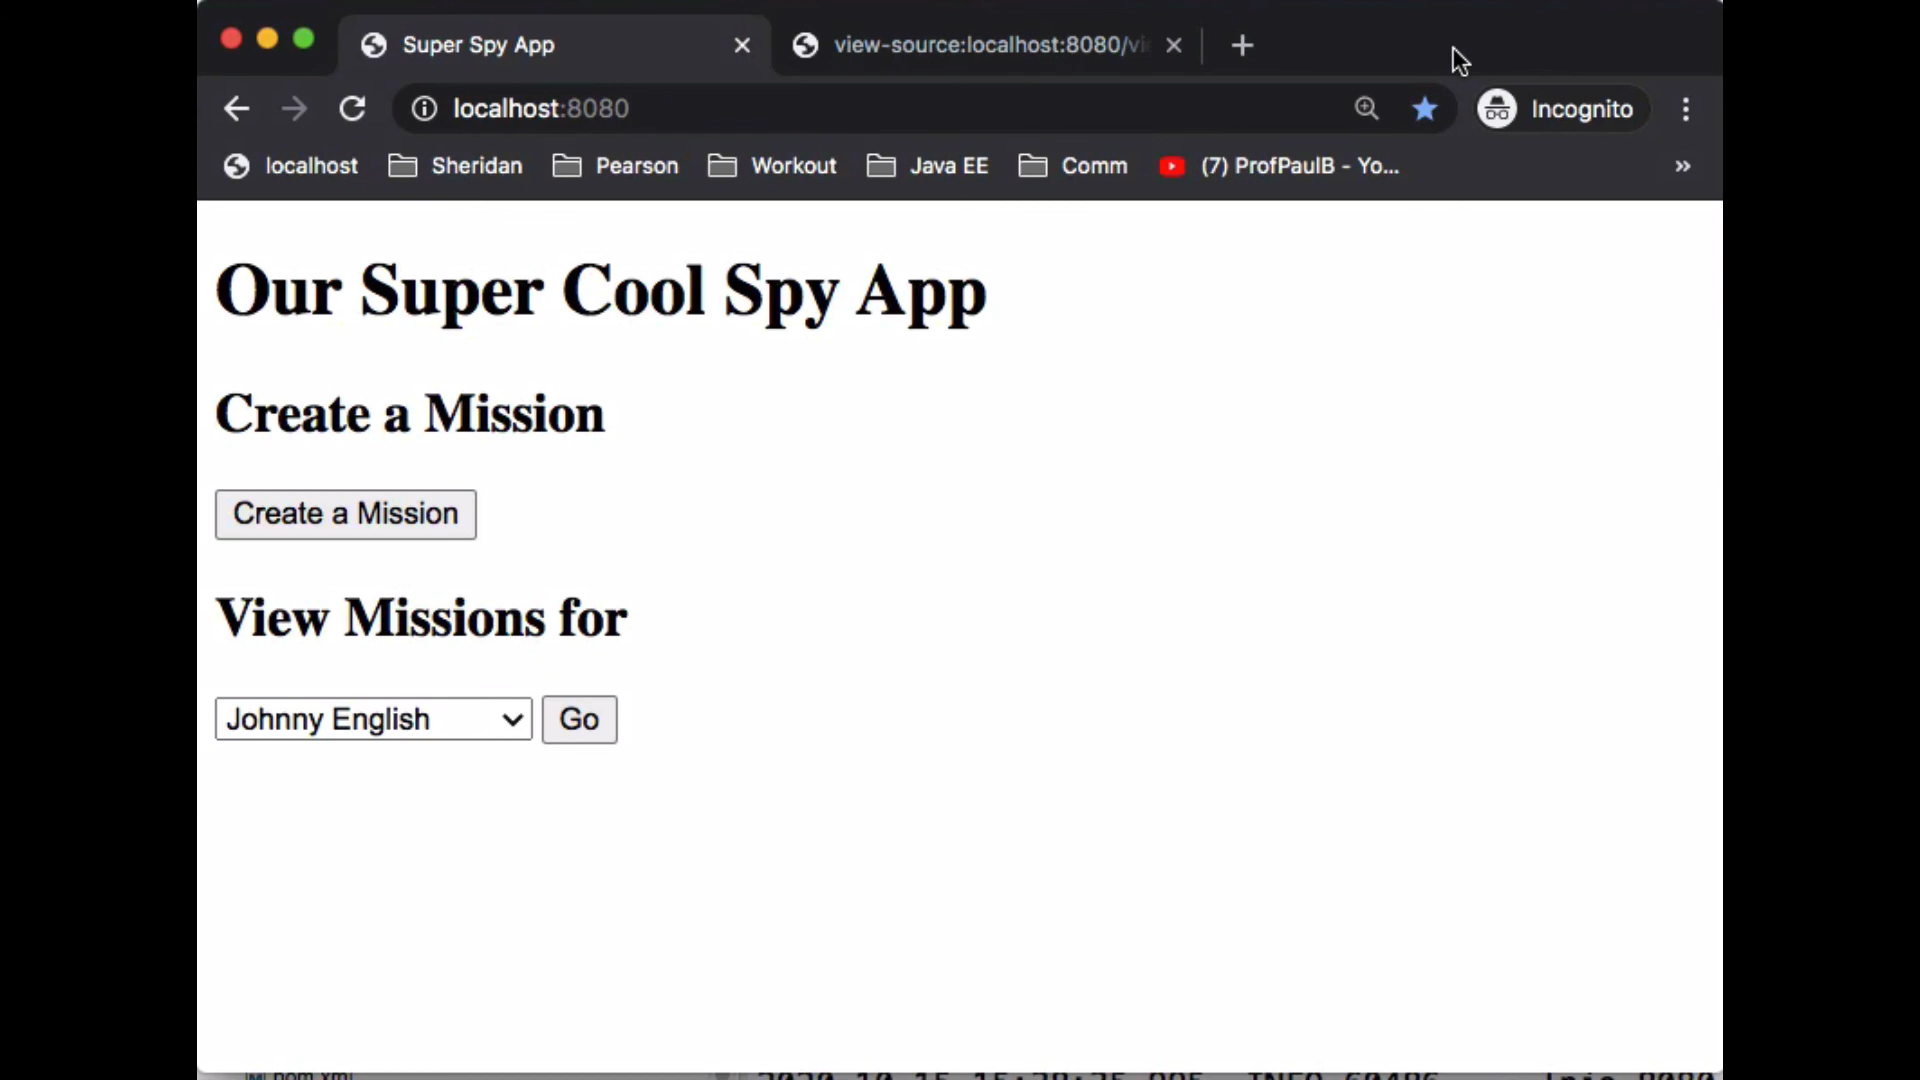 Super Spy App
view-source:localhost:8080/vi
localhost:8080
Incognito
localhost
Sheridan
Pearson
Workout
Java EE
Comm
(7) ProfPaulB - Yo...
Our Super Cool Spy App
Create a Mission
Create a Mission
View Missions for
Johnny English
Go